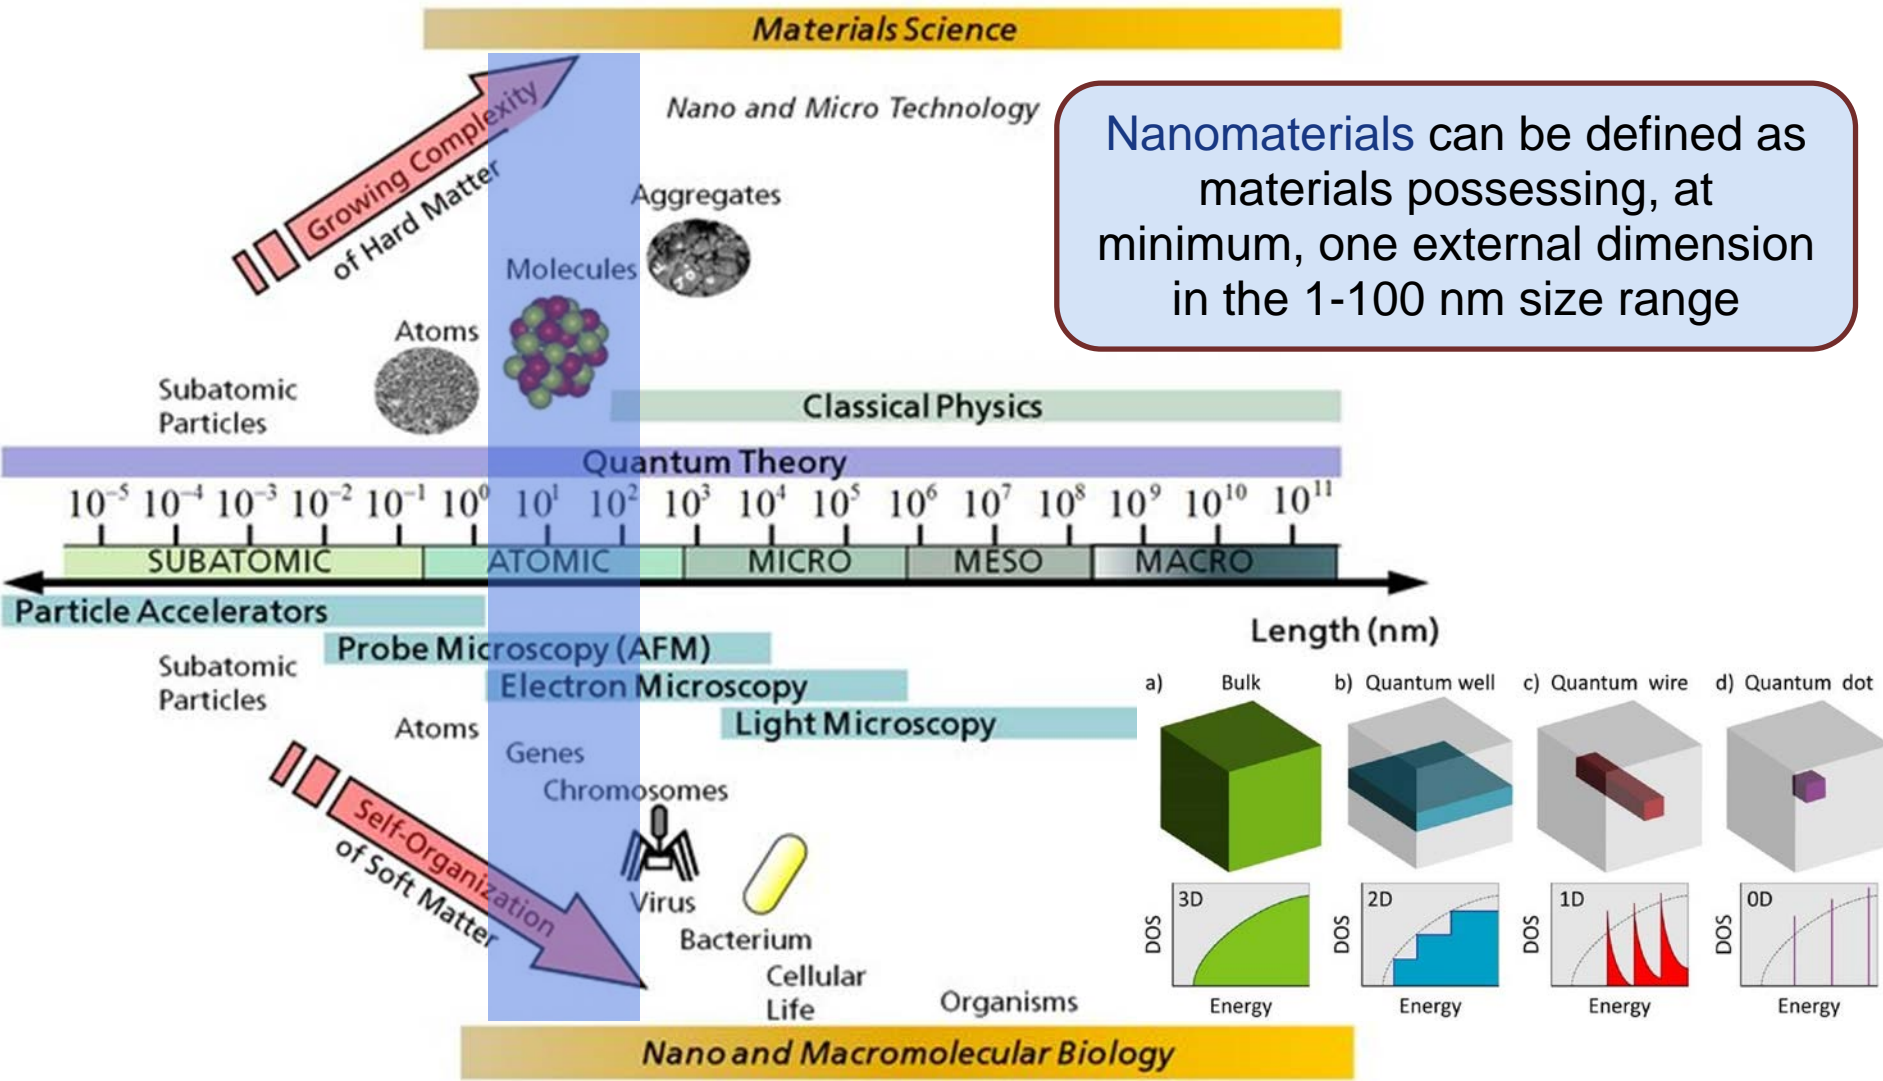 Materials Science
Nano and Micro Technology
Nanomaterials can be defined as
materials possessing, at
minimum, one external dimension
in the 1-100 nm size range
Growing Complexity
of Hard Matter
Aggregates
Molecules
Atoms
Subatomic
Particles
Classical Physics
Quantum Theory
10⁻⁵ 10⁻⁴ 10⁻³ 10⁻² 10⁻¹ 10⁰ 10¹ 10² 10³ 10⁴ 10⁵ 10⁶ 10⁷ 10⁸ 10⁹ 10¹⁰ 10¹¹
SUBATOMIC ATOMIC MICRO MESO MACRO
Length (nm)
Particle Accelerators
Probe Microscopy (AFM)
Electron Microscopy
Light Microscopy
Subatomic
Particles
Atoms
Genes
Chromosomes
Self-Organization
of Soft Matter
Virus
Bacterium
Cellular
Life
Organisms
Nano and Macromolecular Biology
a) Bulk b) Quantum well c) Quantum wire d) Quantum dot
3D 2D 1D 0D
DOS DOS DOS DOS
Energy Energy Energy Energy